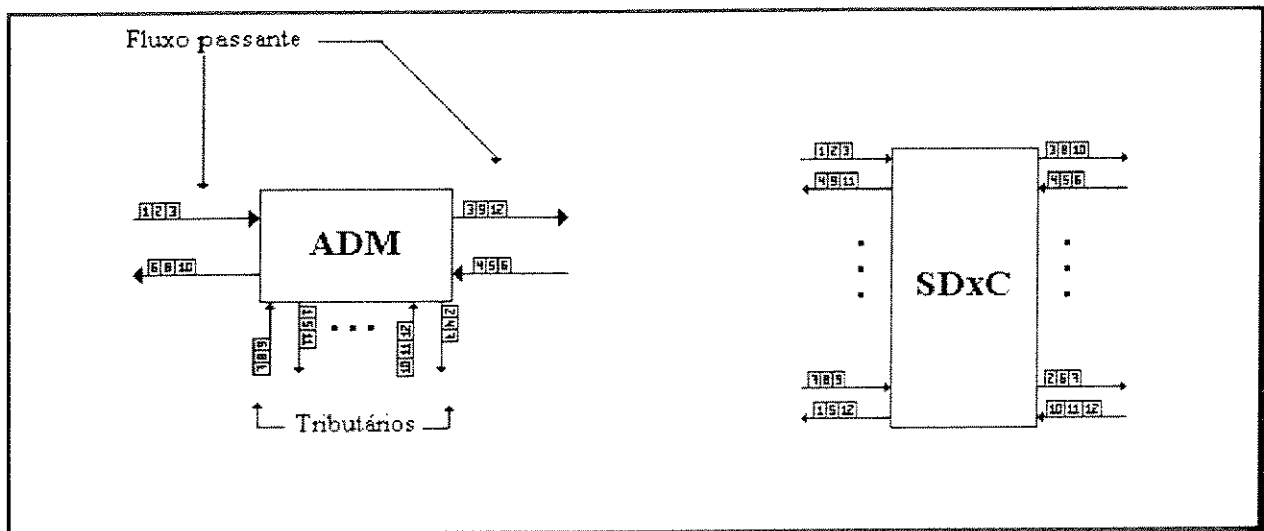 Fluxo passante
1 2 3
3 9 12
ADM
6 8 10
4 5 6
7 8 9
1 5 11
10 11 12
2 4 7
Tributários
1 2 3
3 8 10
4 9 11
4 5 6
SDxC
7 8 9
2 6 7
1 5 12
10 11 12